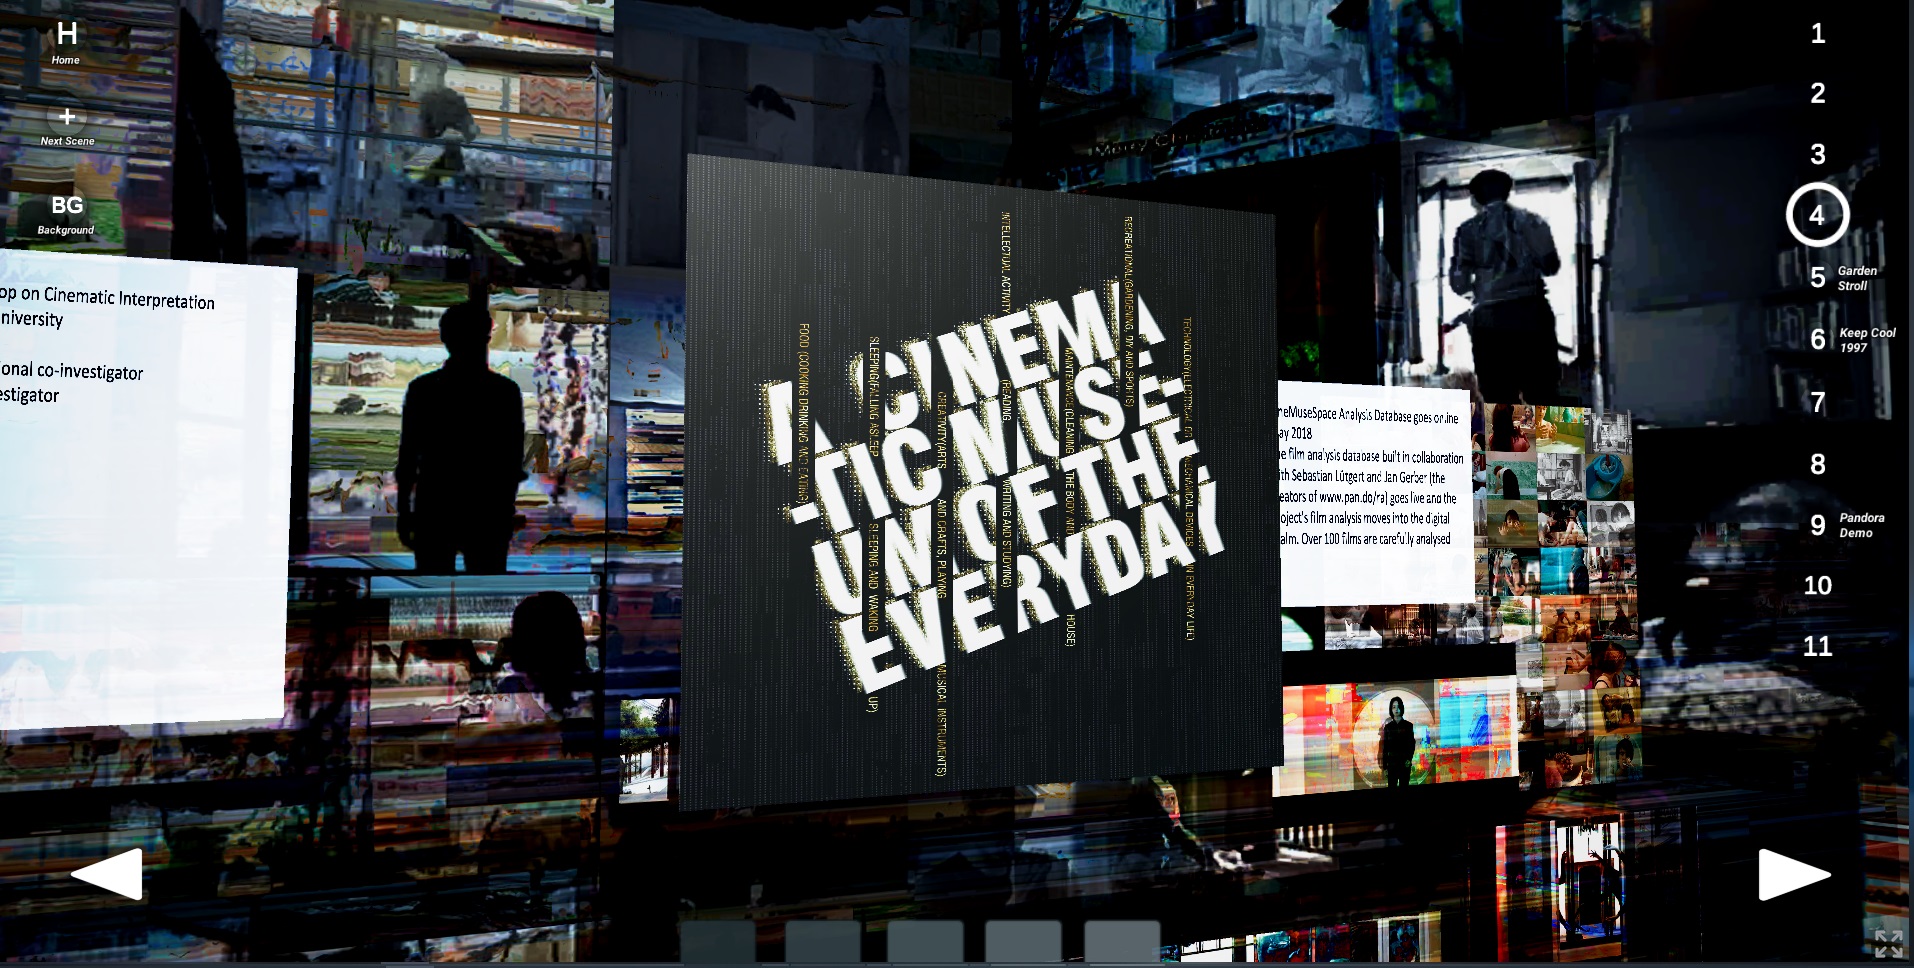 H
Home
+
Next Scene
BG
Background
op on Cinematic Interpretation
niversity
onal co-investigator
estigator
A CINEMA
-TIC MUSE-
UM OF THE
EVERYDAY
FOOD (COOKING DRINKING AND EATING)
SLEEPING(FALLING ASLEEP SLEEPING AND WAKING UP)
CREATIVITY(ARTS AND CRAFTS, PLAYING MUSICAL INSTRUMENTS)
INTELLECTUAL ACTIVITY (READING, WRITING AND STUDYING)
MAINTENANCE (CLEANING THE BODY AND HOUSE)
RECREATIONAL(GARDENING, DIY AND SPORTS)
TECHNOLOGY(ELECTRICAL OR MECHANICAL DEVICES IN EVERYDAY LIFE)
neMuseSpace Analysis Database goes online
ay 2018
e film analysis database built in collaboration
ith Sebastian Lütgert and Jan Gerber (the
eators of www.pan.do/ra) goes live and the
oject's film analysis moves into the digital
alm. Over 100 films are carefully analysed
1
2
3
4
5 Garden
Stroll
6 Keep Cool
1997
7
8
9 Pandora
Demo
10
11